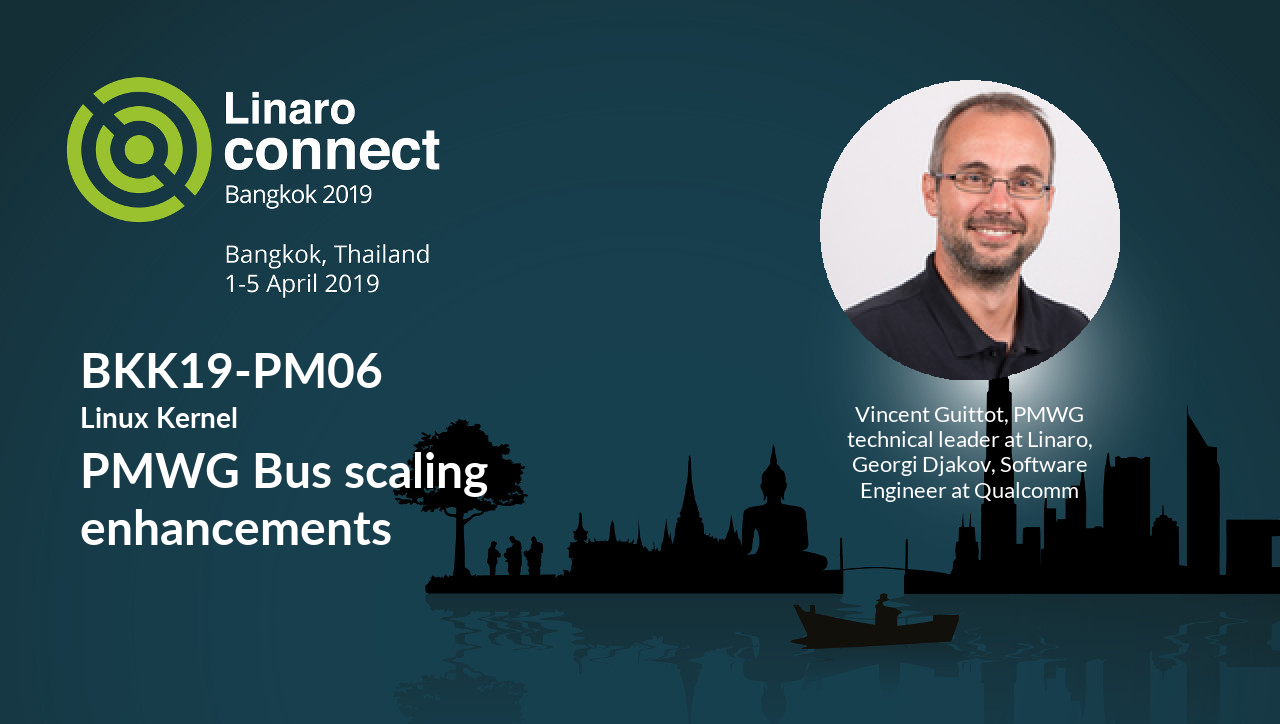 Linaro
connect
Bangkok 2019
Bangkok, Thailand
1-5 April 2019
BKK19-PM06
Linux Kernel
PMWG Bus scaling
enhancements
Vincent Guittot, PMWG
technical leader at Linaro,
Georgi Djakov, Software
Engineer at Qualcomm